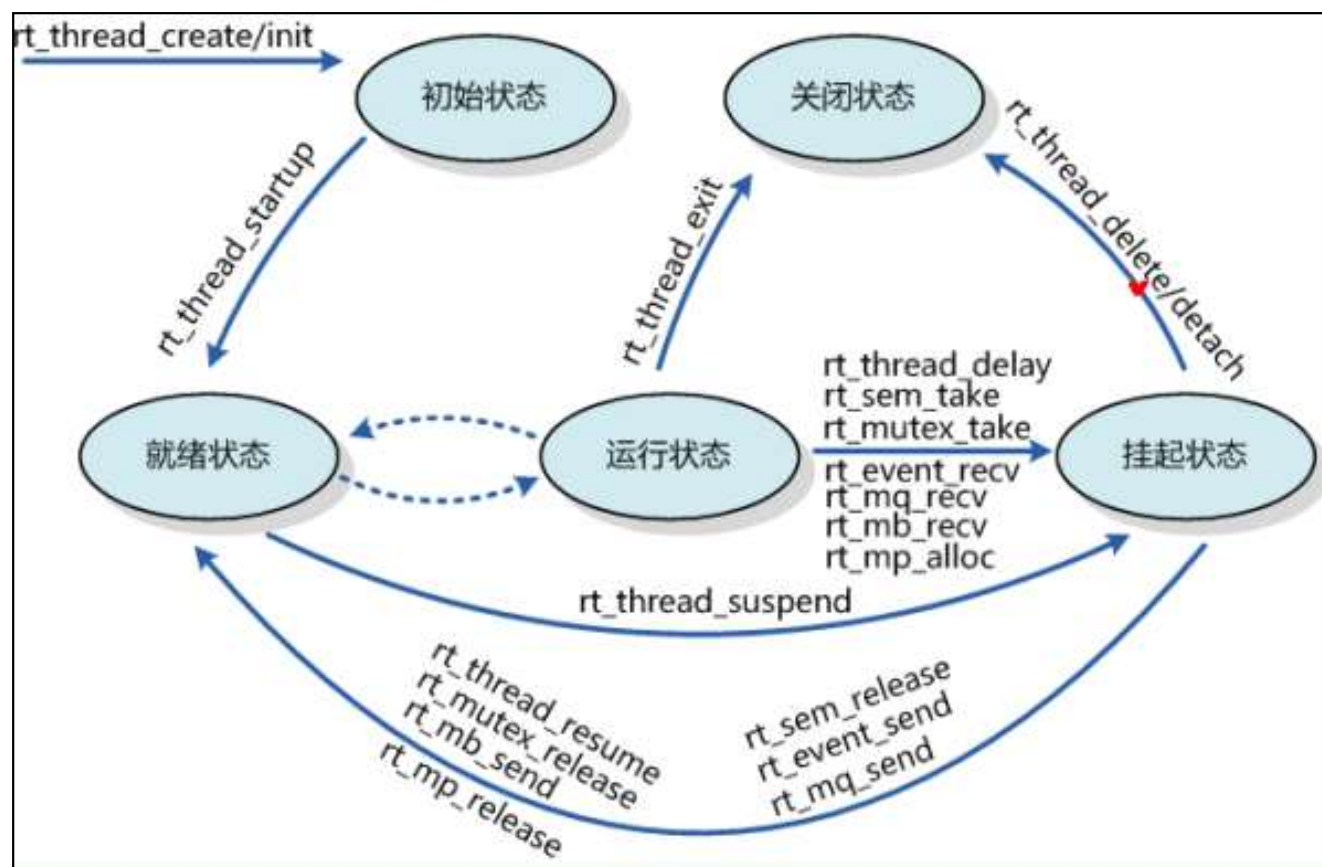 rt_thread_create/init
初始状态
关闭状态
rt_thread_startup
rt_thread_exit
rt_thread_delete/detach
就绪状态
运行状态
rt_thread_delay
rt_sem_take
rt_mutex_take
rt_event_recv
rt_mq_recv
rt_mb_recv
rt_mp_alloc
挂起状态
rt_thread_suspend
rt_thread_resume
rt_mutex_release
rt_mb_send
rt_mp_release
rt_sem_release
rt_event_send
rt_mq_send